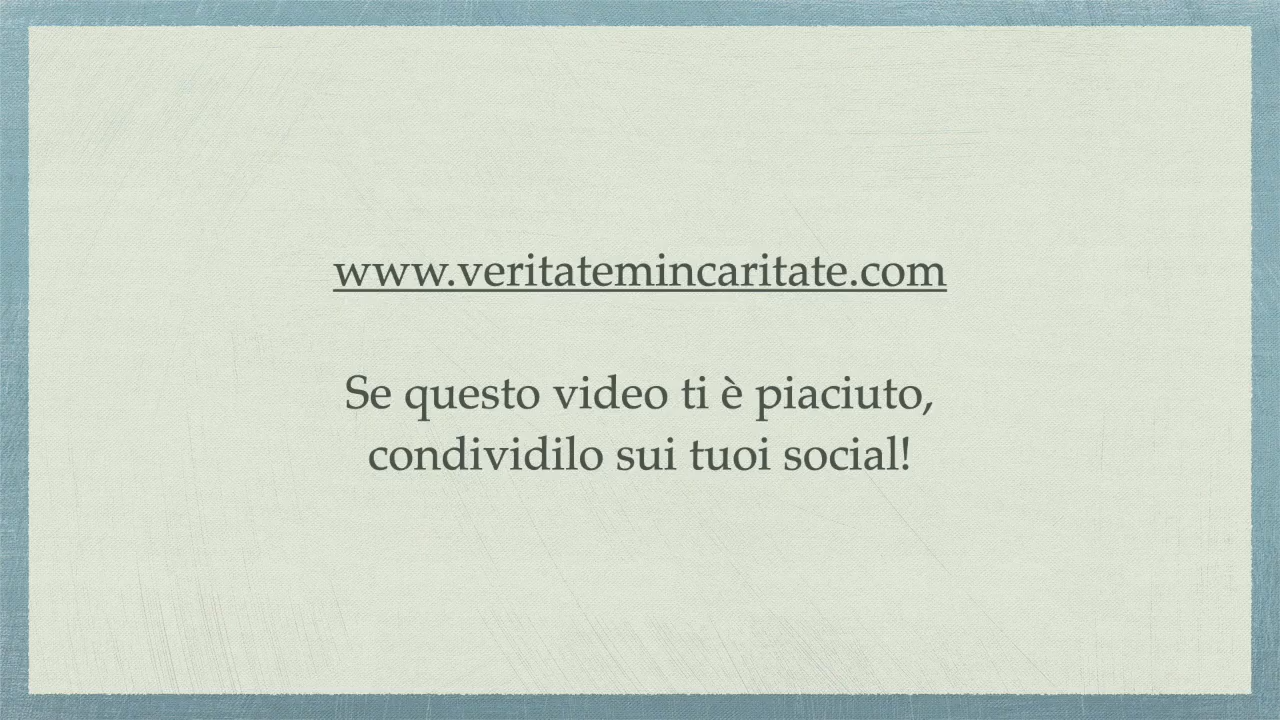 www.veritatemincaritate.com
Se questo video ti è piaciuto,
condividilo sui tuoi social!